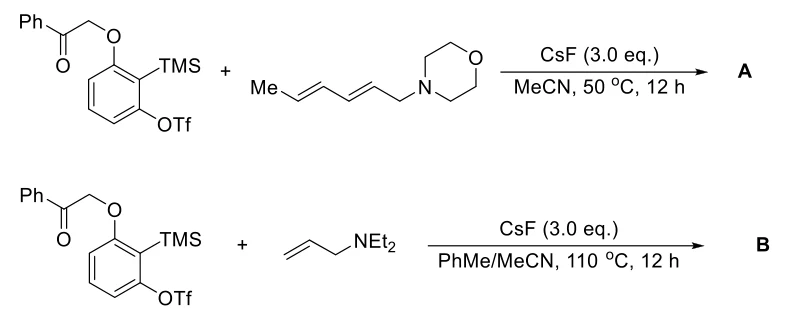 Ph
O
O
TMS
OTf
+
Me
N
O
CsF (3.0 eq.)
MeCN, 50 °C, 12 h
A
Ph
O
O
TMS
OTf
+
NEt2
CsF (3.0 eq.)
PhMe/MeCN, 110 °C, 12 h
B